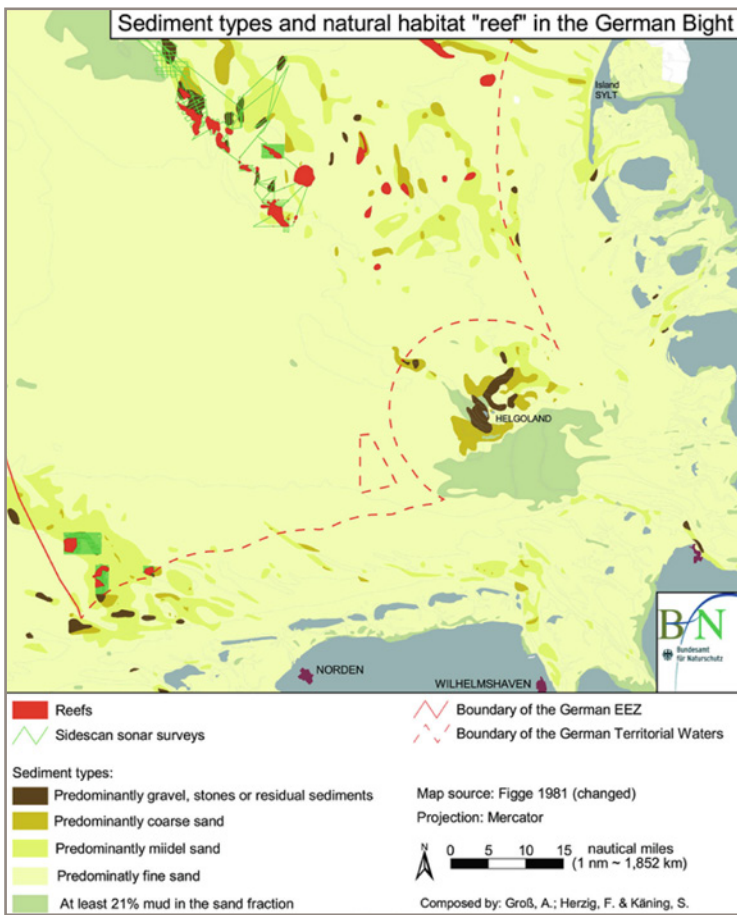 Sediment types and natural habitat "reef" in the German Bight
Island
SYLT
HELGOLAND
NORDEN
WILHELMSHAVEN
BfN
Bundesamt
für Naturschutz
Reefs
Sidescan sonar surveys
Boundary of the German EEZ
Boundary of the German Territorial Waters
Sediment types:
Predominantly gravel, stones or residual sediments
Predominantly coarse sand
Predominantly miidel sand
Predominatly fine sand
At least 21% mud in the sand fraction
Map source: Figge 1981 (changed)
Projection: Mercator
N
0 5 10 15 nautical miles
(1 nm ~ 1,852 km)
Composed by: Groß, A.; Herzig, F. & Käning, S.